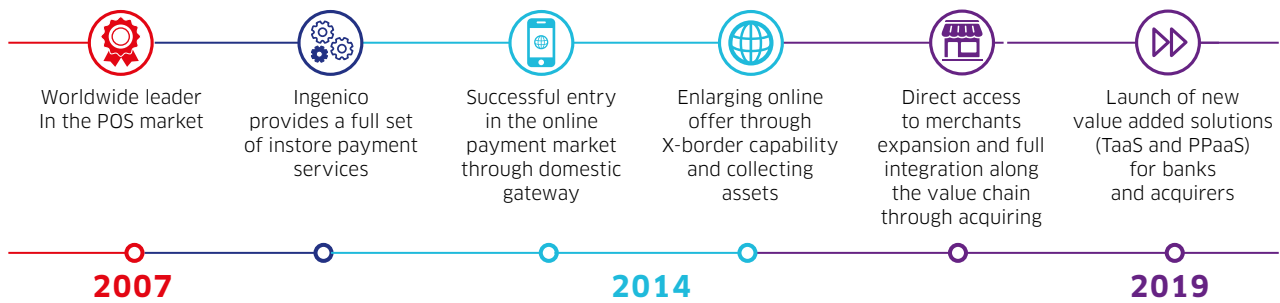 Worldwide leader
In the POS market
Ingenico
provides a full set
of instore payment
services
Successful entry
in the online
payment market
through domestic
gateway
Enlarging online
offer through
X-border capability
and collecting
assets
Direct access
to merchants
expansion and full
integration along
the value chain
through acquiring
Launch of new
value added solutions
(TaaS and PPaaS)
for banks
and acquirers
2007
2014
2019